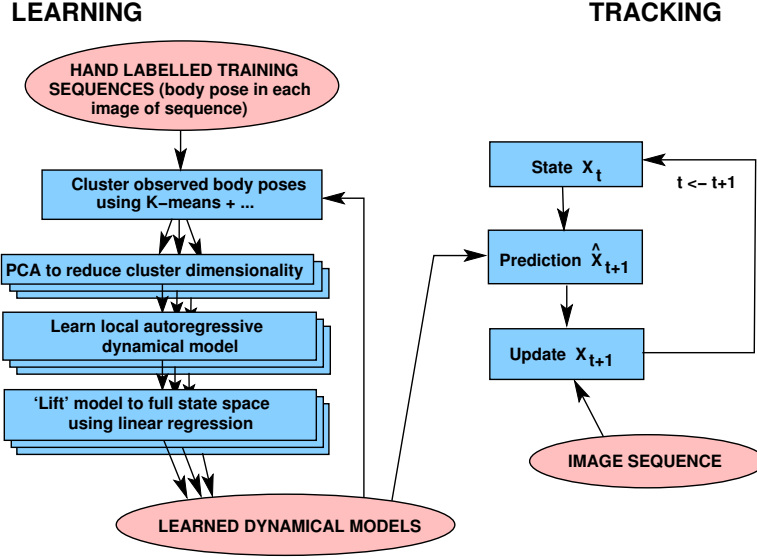 LEARNING
HAND LABELLED TRAINING
SEQUENCES (body pose in each
image of sequence)
Cluster observed body poses
using K−means + ...
PCA to reduce cluster dimensionality
Learn local autoregressive
dynamical model
‘Lift’ model to full state space
using linear regression
LEARNED DYNAMICAL MODELS
TRACKING
State X_t
t <− t+1
Prediction X̂_{t+1}
Update X_{t+1}
IMAGE SEQUENCE